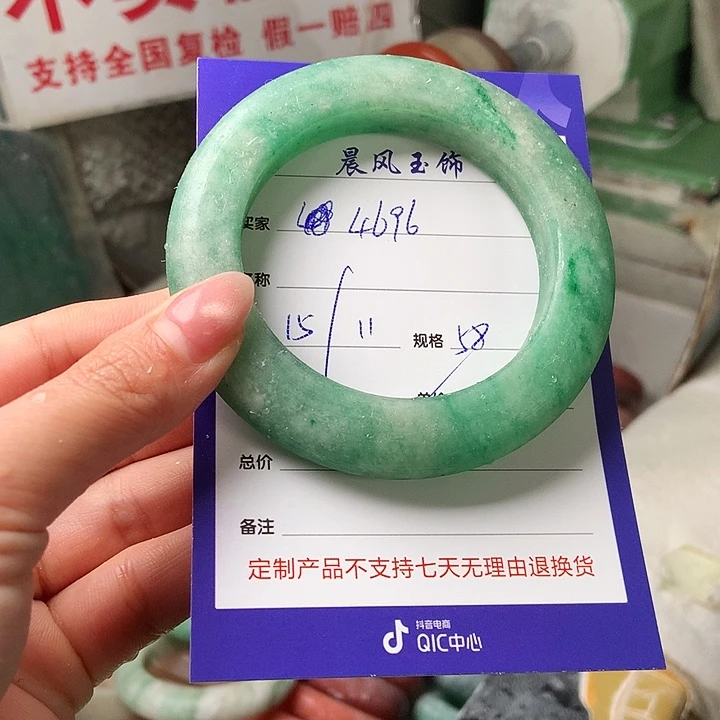 支持全国复检 假一赔四
晨风玉饰
买家 4696
称
15 / 11 规格 58
总价
备注
定制产品不支持七天无理由退换货
抖音电商
QIC中心